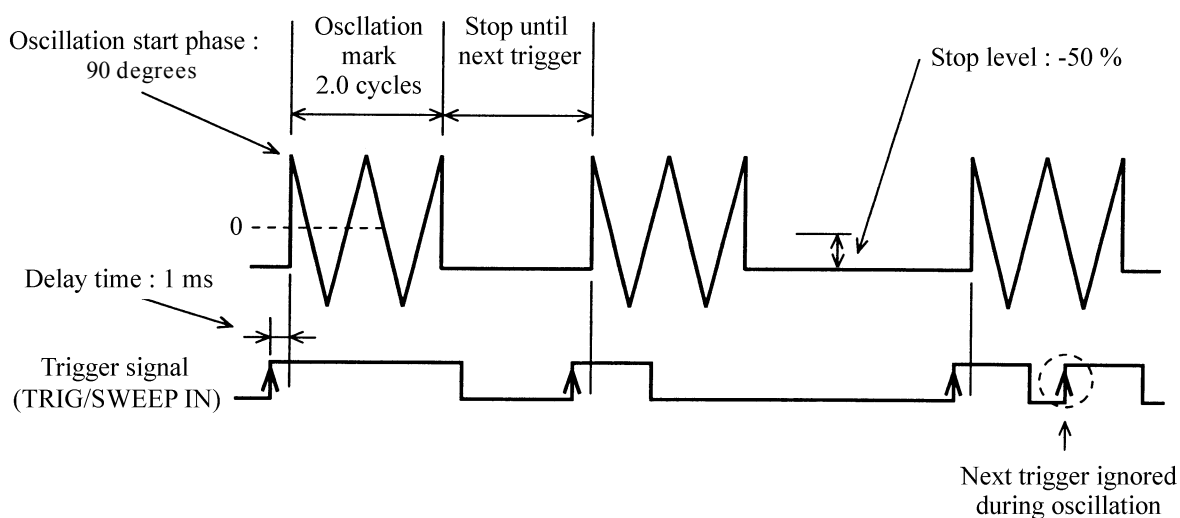 Oscillation start phase :
90 degrees
Oscllation
mark
2.0 cycles
Stop until
next trigger
Stop level : -50 %
0
Delay time : 1 ms
Trigger signal
(TRIG/SWEEP IN)
Next trigger ignored
during oscillation